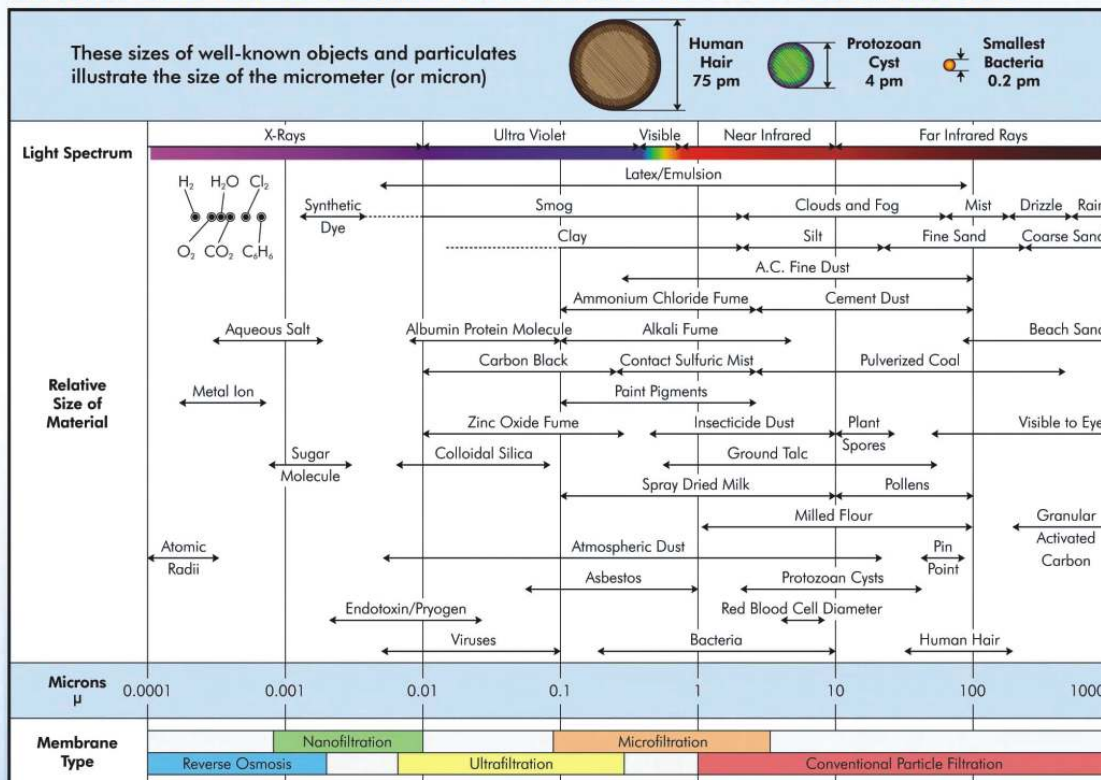 These sizes of well-known objects and particulates
illustrate the size of the micrometer (or micron)
Human
Hair
75 pm
Protozoan
Cyst
4 pm
Smallest
Bacteria
0.2 pm
Light Spectrum
X-Rays
Ultra Violet
Visible
Near Infrared
Far Infrared Rays
Relative
Size of
Material
Latex/Emulsion
H2
H2O
Cl2
O2
CO2
C6H6
Synthetic
Dye
Smog
Clouds and Fog
Mist
Drizzle
Rain
Clay
Silt
Fine Sand
Coarse Sand
A.C. Fine Dust
Ammonium Chloride Fume
Cement Dust
Aqueous Salt
Albumin Protein Molecule
Alkali Fume
Beach Sand
Carbon Black
Contact Sulfuric Mist
Pulverized Coal
Metal Ion
Paint Pigments
Zinc Oxide Fume
Insecticide Dust
Plant
Spores
Visible to Eye
Sugar
Molecule
Colloidal Silica
Ground Talc
Spray Dried Milk
Pollens
Milled Flour
Granular
Activated
Carbon
Atomic
Radii
Atmospheric Dust
Pin
Point
Asbestos
Protozoan Cysts
Endotoxin/Pryogen
Red Blood Cell Diameter
Viruses
Bacteria
Human Hair
Microns
μ
0.0001
0.001
0.01
0.1
1
10
100
1000
Membrane
Type
Nanofiltration
Microfiltration
Reverse Osmosis
Ultrafiltration
Conventional Particle Filtration